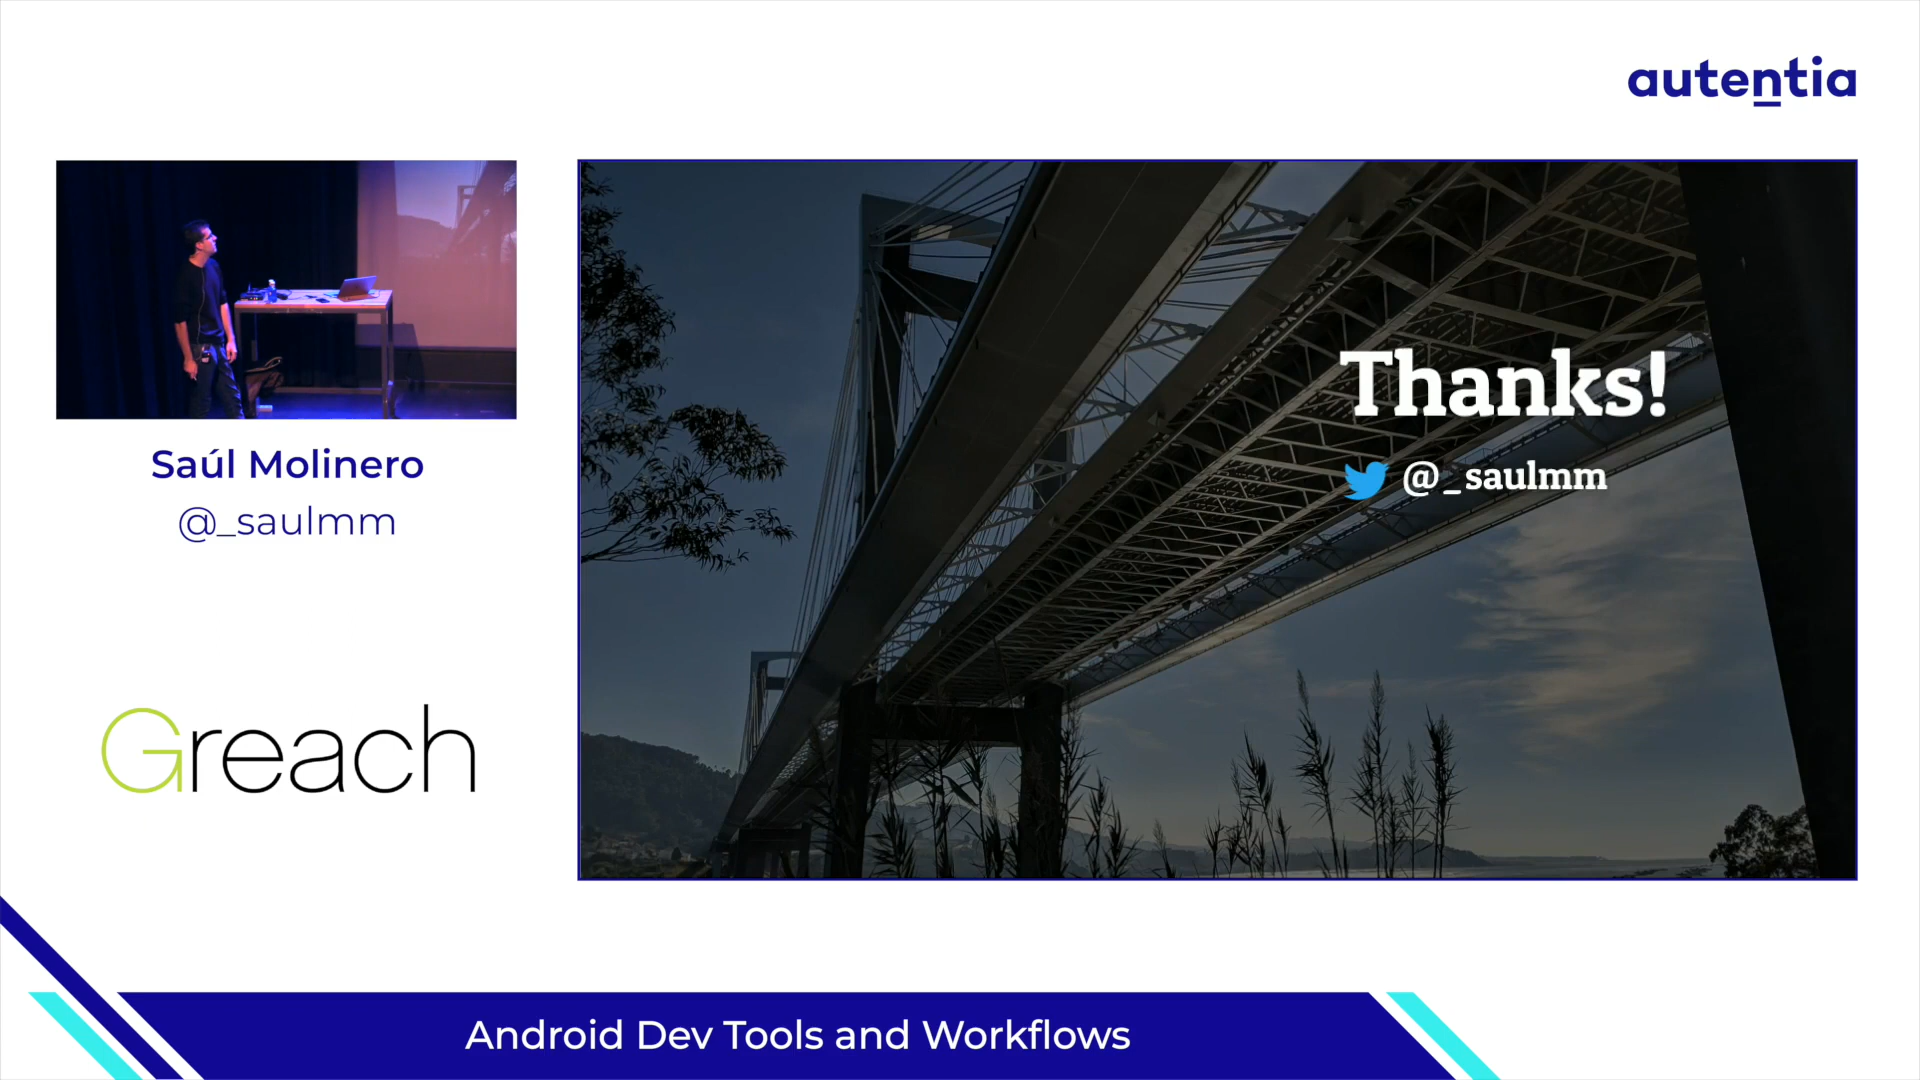 autentia
Saúl Molinero
@_saulmm
Greach
Thanks!
@_saulmm
Android Dev Tools and Workflows